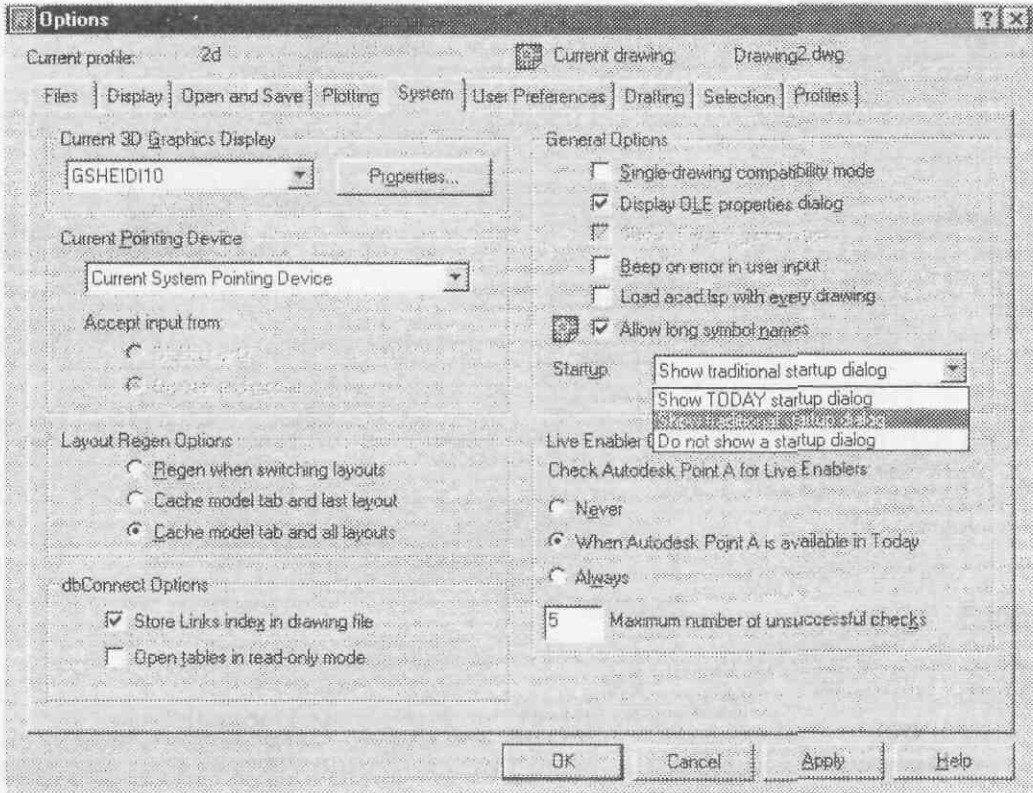 Options
Current profile: 2d Current drawing: Drawing2.dwg
Files Display Open and Save Plotting System User Preferences Drafting Selection Profiles
Current 3D Graphics Display
GSHEIDI10 Properties...
Current Pointing Device
Current System Pointing Device
Accept input from:
Layout Regen Options
Regen when switching layouts
Cache model tab and last layout
Cache model tab and all layouts
dbConnect Options
Store Links index in drawing file
Open tables in read-only mode
General Options
Single-drawing compatibility mode
Display OLE properties dialog
Beep on error in user input
Load acad.lsp with every drawing
Allow long symbol names
Startup: Show traditional startup dialog
Show TODAY startup dialog
Show traditional startup dialog
Do not show a startup dialog
Live Enabler
Check Autodesk Point A for Live Enablers:
Never
When Autodesk Point A is available in Today
Always
5 Maximum number of unsuccessful checks
OK Cancel Apply Help